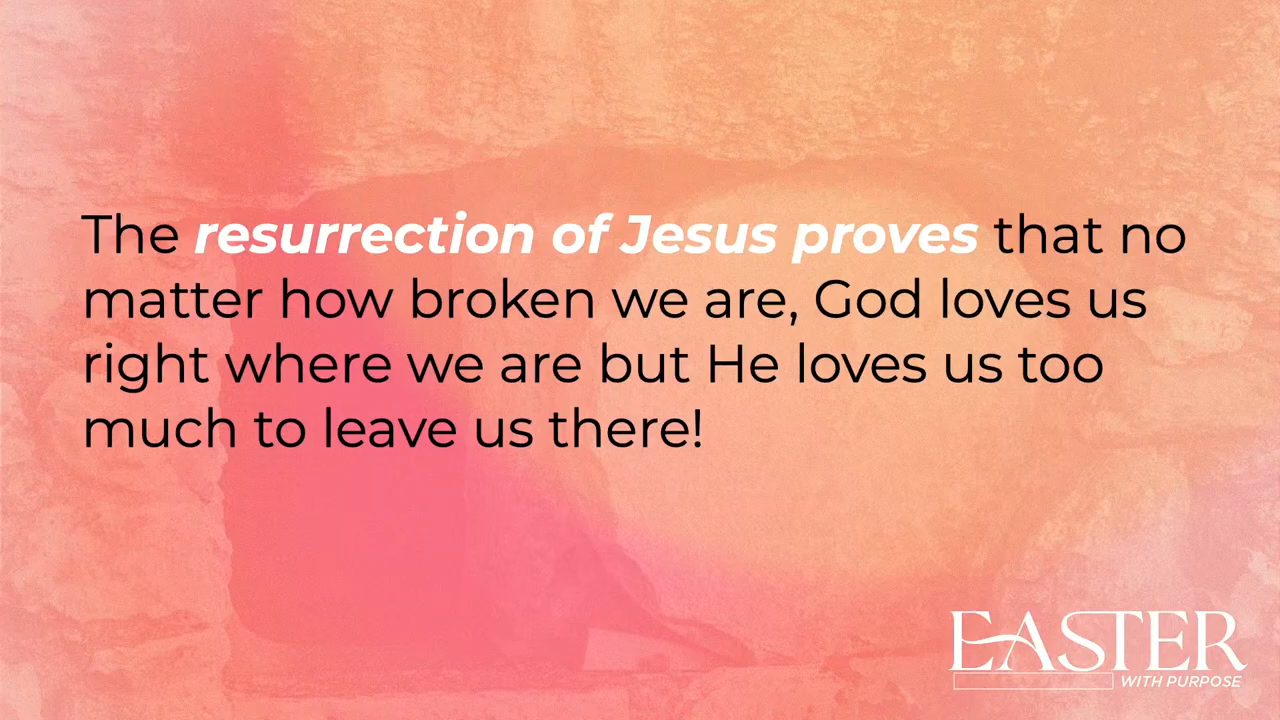 The resurrection of Jesus proves that no
matter how broken we are, God loves us
right where we are but He loves us too
much to leave us there!
EASTER
WITH PURPOSE